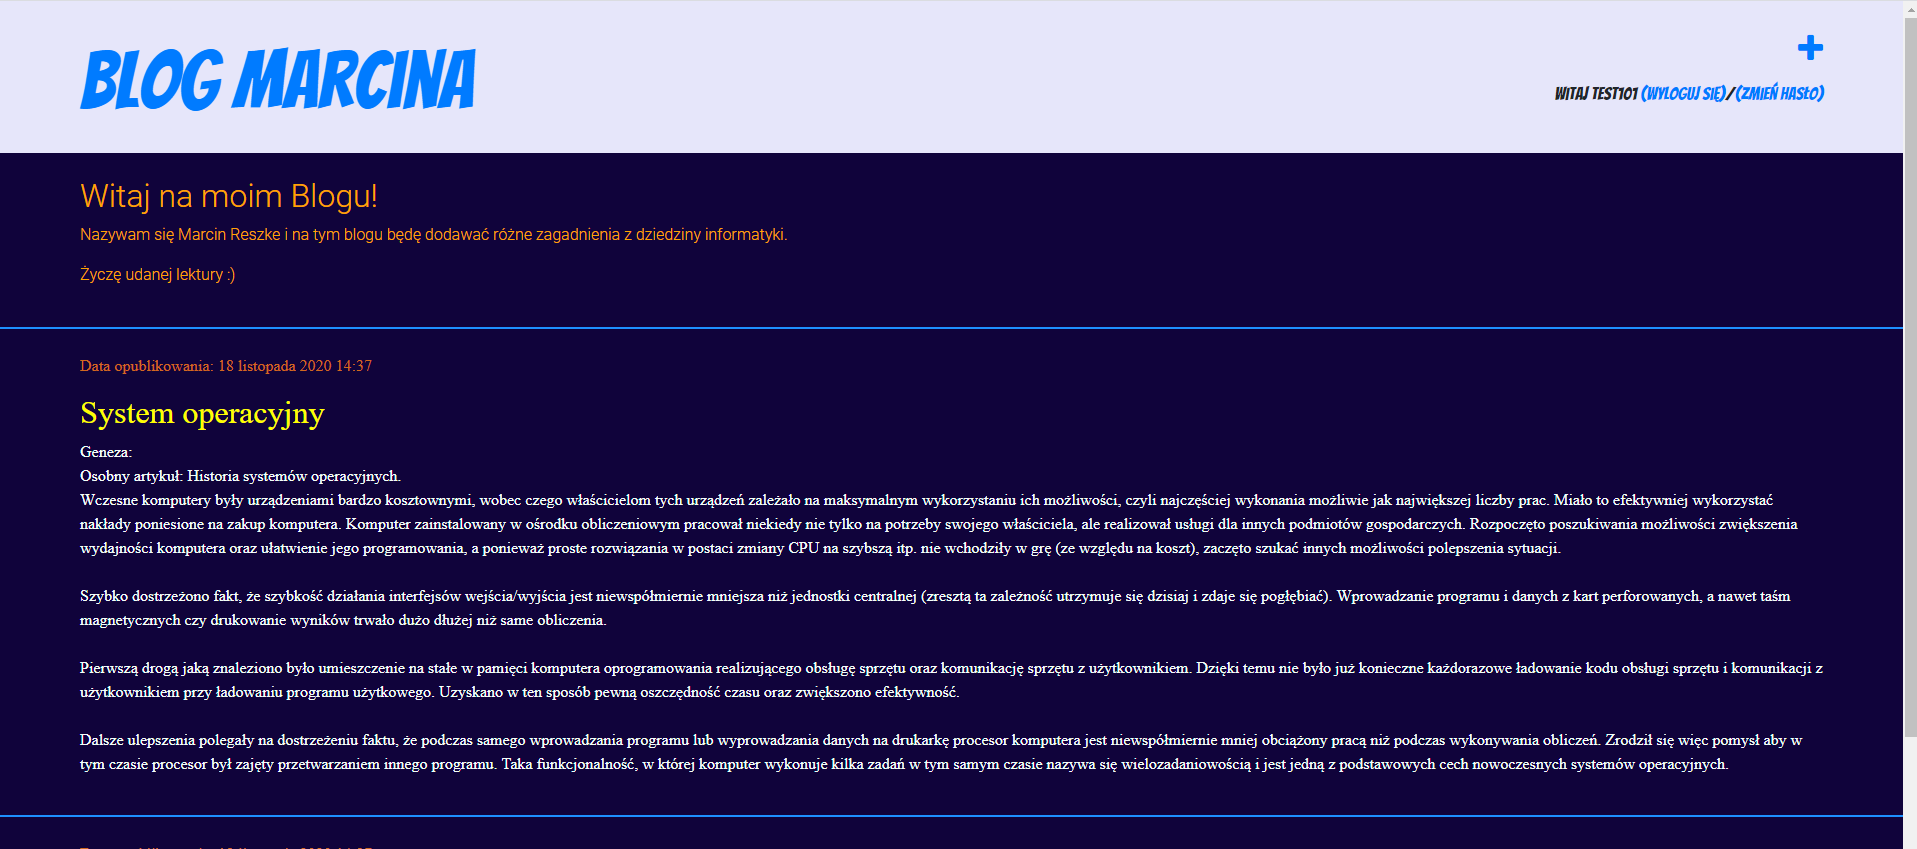 BLOG MARCINA
WITAJ TEST101 (WYLOGUJ SIĘ)/(ZMIEŃ HASŁO)
Witaj na moim Blogu!
Nazywam się Marcin Reszke i na tym blogu będę dodawać różne zagadnienia z dziedziny informatyki.
Życzę udanej lektury :)
Data opublikowania: 18 listopada 2020 14:37
System operacyjny
Geneza:
Osobny artykuł: Historia systemów operacyjnych.
Wczesne komputery były urządzeniami bardzo kosztownymi, wobec czego właścicielom tych urządzeń zależało na maksymalnym wykorzystaniu ich możliwości, czyli najczęściej wykonania możliwie jak największej liczby prac. Miało to efektywniej wykorzystać
nakłady poniesione na zakup komputera. Komputer zainstalowany w ośrodku obliczeniowym pracował niekiedy nie tylko na potrzeby swojego właściciela, ale realizował usługi dla innych podmiotów gospodarczych. Rozpoczęto poszukiwania możliwości zwiększenia
wydajności komputera oraz ułatwienie jego programowania, a ponieważ proste rozwiązania w postaci zmiany CPU na szybszą itp. nie wchodziły w grę (ze względu na koszt), zaczęto szukać innych możliwości polepszenia sytuacji.
Szybko dostrzeżono fakt, że szybkość działania interfejsów wejścia/wyjścia jest niewspółmiernie mniejsza niż jednostki centralnej (zresztą ta zależność utrzymuje się dzisiaj i zdaje się pogłębiać). Wprowadzanie programu i danych z kart perforowanych, a nawet taśm
magnetycznych czy drukowanie wyników trwało dużo dłużej niż same obliczenia.
Pierwszą drogą jaką znaleziono było umieszczenie na stałe w pamięci komputera oprogramowania realizującego obsługę sprzętu oraz komunikację sprzętu z użytkownikiem. Dzięki temu nie było już konieczne każdorazowe ładowanie kodu obsługi sprzętu i komunikacji z
użytkownikiem przy ładowaniu programu użytkowego. Uzyskano w ten sposób pewną oszczędność czasu oraz zwiększono efektywność.
Dalsze ulepszenia polegały na dostrzeżeniu faktu, że podczas samego wprowadzania programu lub wyprowadzania danych na drukarkę procesor komputera jest niewspółmiernie mniej obciążony pracą niż podczas wykonywania obliczeń. Zrodził się więc pomysł aby w
tym czasie procesor był zajęty przetwarzaniem innego programu. Taka funkcjonalność, w której komputer wykonuje kilka zadań w tym samym czasie nazywa się wielozadaniowością i jest jedną z podstawowych cech nowoczesnych systemów operacyjnych.